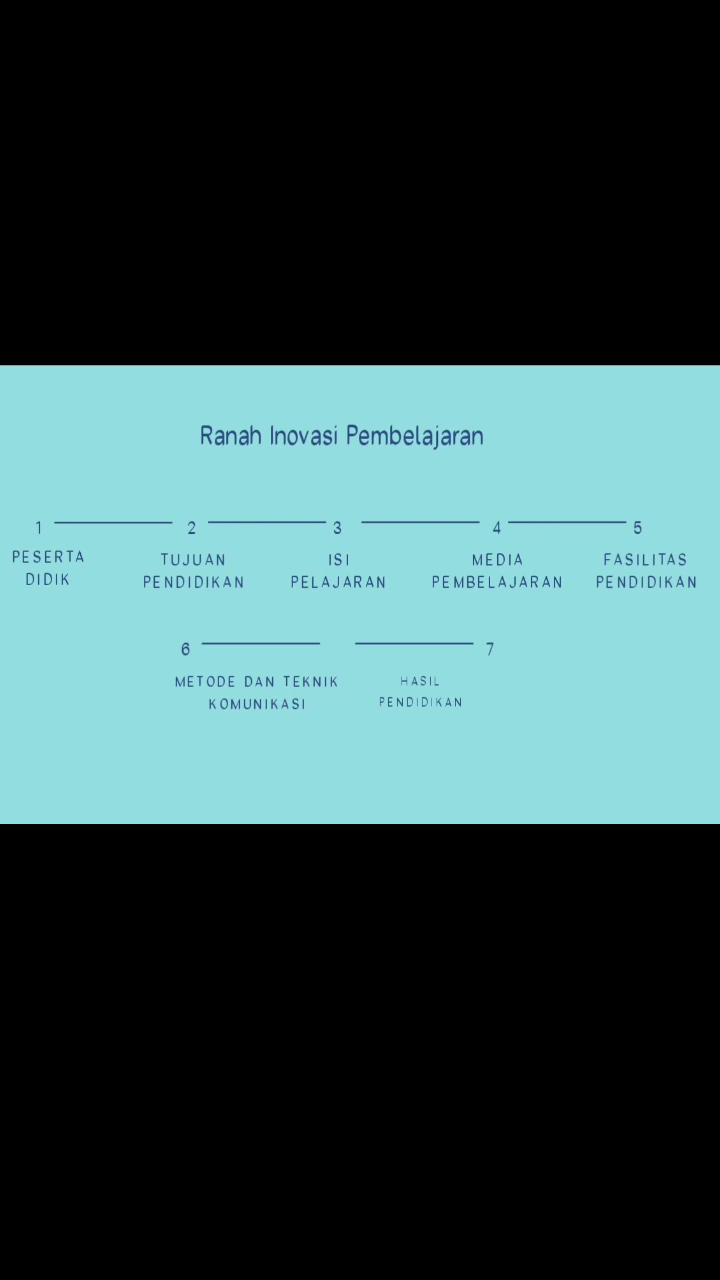 Ranah Inovasi Pembelajaran
1 2 3 4 5
PESERTA
DIDIK
TUJUAN
PENDIDIKAN
ISI
PELAJARAN
MEDIA
PEMBELAJARAN
FASILITAS
PENDIDIKAN
6 7
METODE DAN TEKNIK
KOMUNIKASI
HASIL
PENDIDIKAN